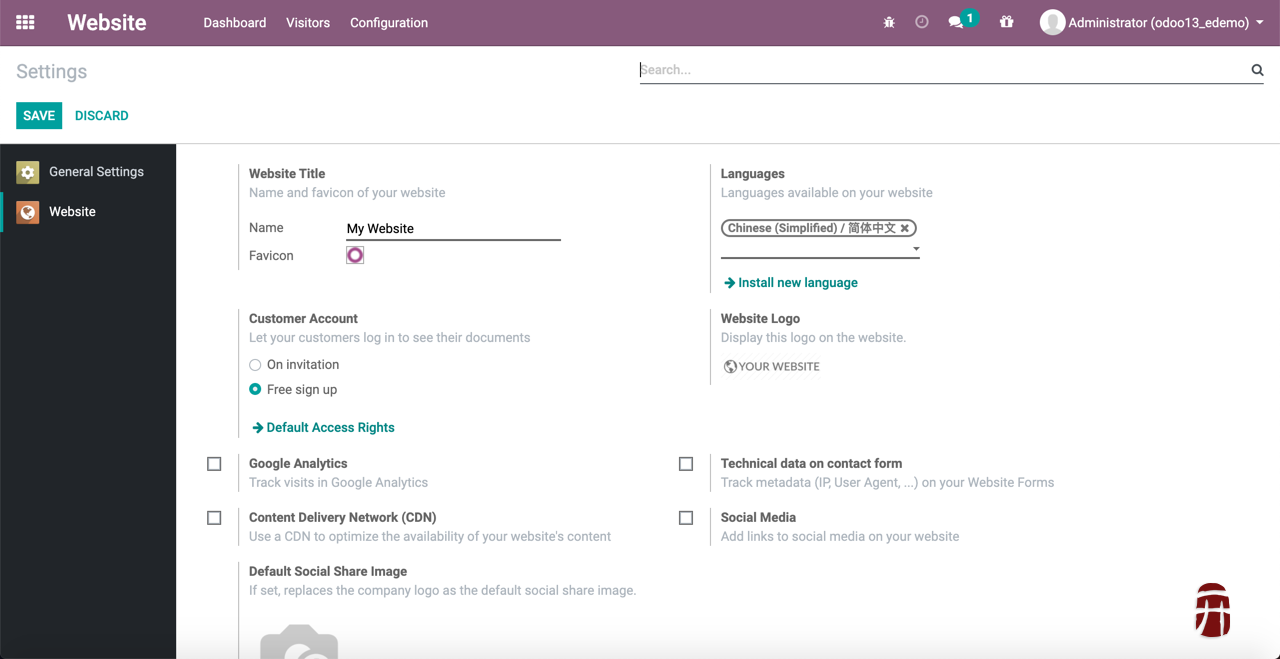 Website Dashboard Visitors Configuration 1 Administrator (odoo13_edemo)
Settings
Search...
SAVE DISCARD
General Settings
Website
Website Title
Name and favicon of your website
Name My Website
Favicon
Languages
Languages available on your website
Chinese (Simplified) / 简体中文
Install new language
Customer Account
Let your customers log in to see their documents
On invitation
Free sign up
Default Access Rights
Website Logo
Display this logo on the website.
YOUR WEBSITE
Google Analytics
Track visits in Google Analytics
Technical data on contact form
Track metadata (IP, User Agent, ...) on your Website Forms
Content Delivery Network (CDN)
Use a CDN to optimize the availability of your website's content
Social Media
Add links to social media on your website
Default Social Share Image
If set, replaces the company logo as the default social share image.